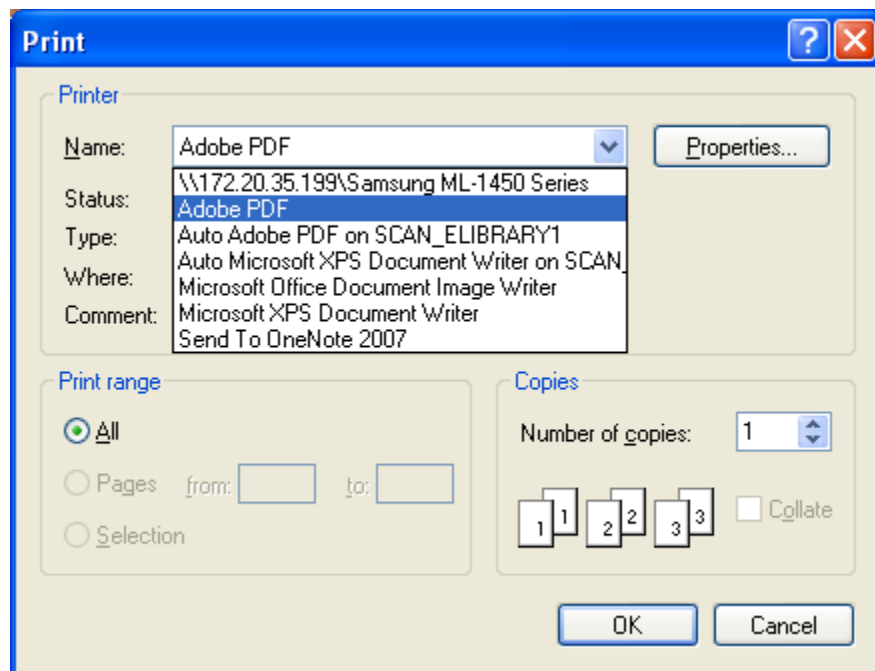 Print
Printer
Name: Adobe PDF Properties...
\\172.20.35.199\Samsung ML-1450 Series
Status: Adobe PDF
Type: Auto Adobe PDF on SCAN_ELIBRARY1
Auto Microsoft XPS Document Writer on SCAN_
Where: Microsoft Office Document Image Writer
Comment: Microsoft XPS Document Writer
Send To OneNote 2007
Print range
All
Pages from: to:
Selection
Copies
Number of copies: 1
1 1 2 2 3 3
Collate
OK Cancel